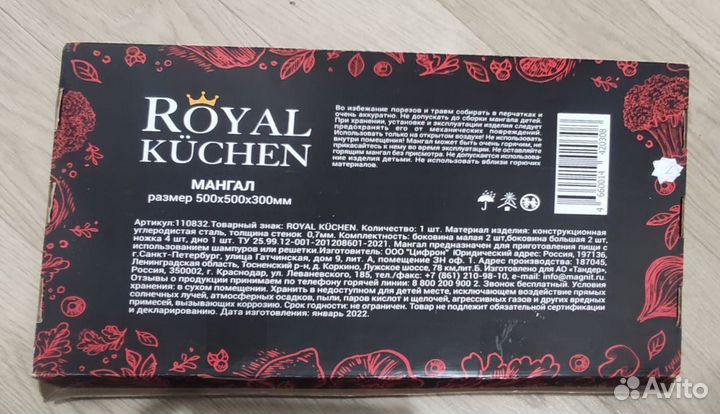 ROYAL
KÜCHEN
МАНГАЛ
размер 500х500х300мм
Во избежание порезов и травм собирать в перчатках и
очень аккуратно. Не допускать до сборки мангала детей.
При хранении, установке и эксплуатации изделия следует
предохранять его от механических повреждений.
Использовать только на открытом воздухе! Не использовать
внутри помещения! Мангал может быть очень горячим, не
прикасайтесь к нему во время эксплуатации. Не оставляйте
горящим мангал без присмотра. Не допускается использова-
ние изделия детьми. Не использовать вблизи горючих
материалов.
4 660014 420308
Артикул:110832.Товарный знак: ROYAL KÜCHEN. Количество: 1 шт. Материал изделия: конструкционная
углеродистая сталь, толщина стенок 0,7мм. Комплектность: боковина малая 2 шт,боковина большая 2 шт,
ножка 4 шт, дно 1 шт. ТУ 25.99.12-001-201208601-2021. Мангал предназначен для приготовления пищи с
использованием шампуров или решетки. Изготовитель: ООО "Цифрон" Юридический адрес: Россия, 197136,
г.Санкт-Петербург, улица Гатчинская, дом 9, лит. А, помещение 3Н оф. 1. Адрес производства: 187045,
Ленинградская область, Тосненский р-н, д. Коркино, Лужское шоссе, 78 км,лит.Б. Изготовлено для АО «Тандер»,
Россия, 350002, г. Краснодар, ул. Леваневского, 185, тел./факс: +7 (861) 210-98-10, e-mail: info@magnit.ru
Отзывы о продукции принимаем по телефону горячей линии: 8 800 200 900 2. Звонок бесплатный. Условия
хранения: в сухом помещении. Хранить в недоступном для детей месте, исключающем воздействие прямых
солнечных лучей, атмосферных осадков, пыли, паров кислот и щелочей, агрессивных газов и других вредных
примесей, вызывающих коррозию. Срок годности: не ограничен. Товар не подлежит обязательной сертификации
и декларированию. Дата изготовления: январь 2022.
Avito